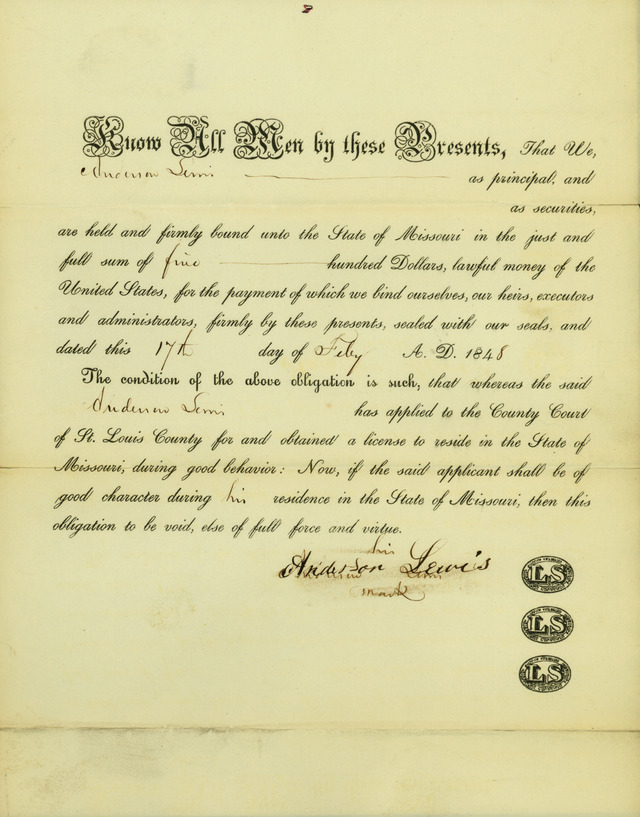 Know All Men by these Presents, That We,
Anderson Lewis as principal, and
as securities,
are held and firmly bound unto the State of Missouri in the just and
full sum of five hundred Dollars, lawful money of the
United States, for the payment of which we bind ourselves, our heirs, executors
and administrators, firmly by these presents, sealed with our seals, and
dated this 17th day of Feby A. D. 1848
The condition of the above obligation is such, that whereas the said
Anderson Lewis has applied to the County Court
of St. Louis County for and obtained a license to reside in the State of
Missouri, during good behavior: Now, if the said applicant shall be of
good character during his residence in the State of Missouri, then this
obligation to be void, else of full force and virtue.
his
Anderson Lewis
Anderson Lewis
mark
LS
LS
LS